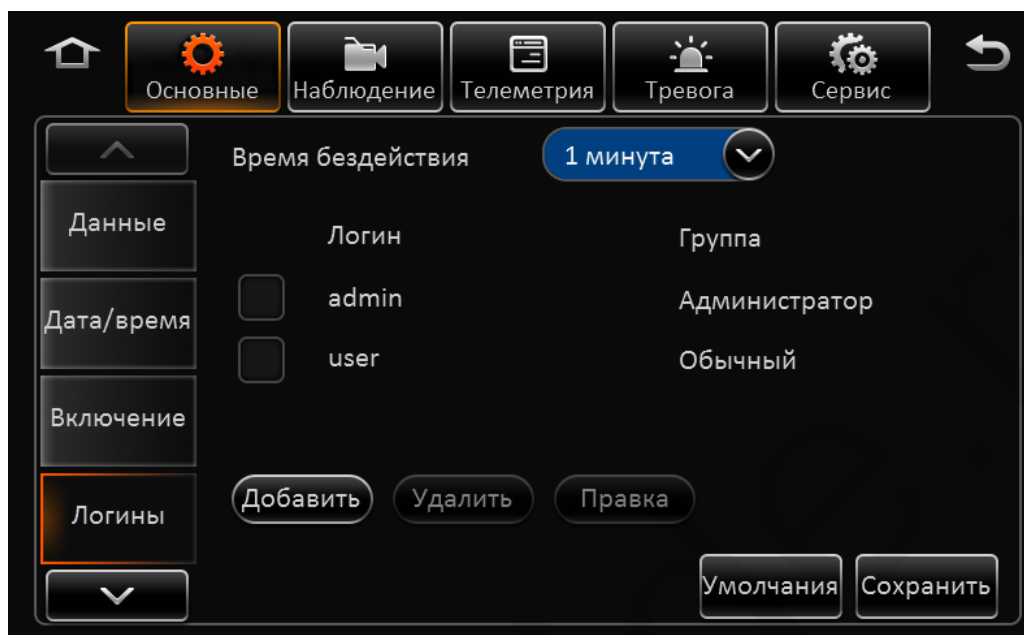 Основные Наблюдение Телеметрия Тревога Сервис
Время бездействия 1 минута
Данные
Логин Группа
admin Администратор
Дата/время
user Обычный
Включение
Логины
Добавить Удалить Правка
Умолчания Сохранить